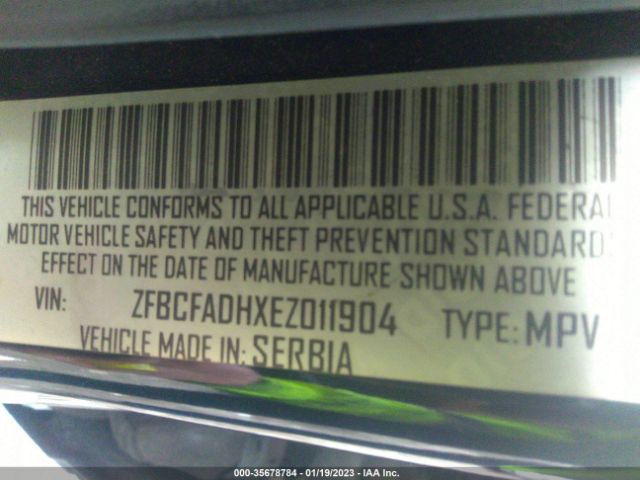 THIS VEHICLE CONFORMS TO ALL APPLICABLE U.S.A. FEDERAL
MOTOR VEHICLE SAFETY AND THEFT PREVENTION STANDARDS
EFFECT ON THE DATE OF MANUFACTURE SHOWN ABOVE
VIN: ZFBCFADHXEZ011904 TYPE: MPV
VEHICLE MADE IN: SERBIA
000-35678784 — 01/19/2023 — IAA Inc.